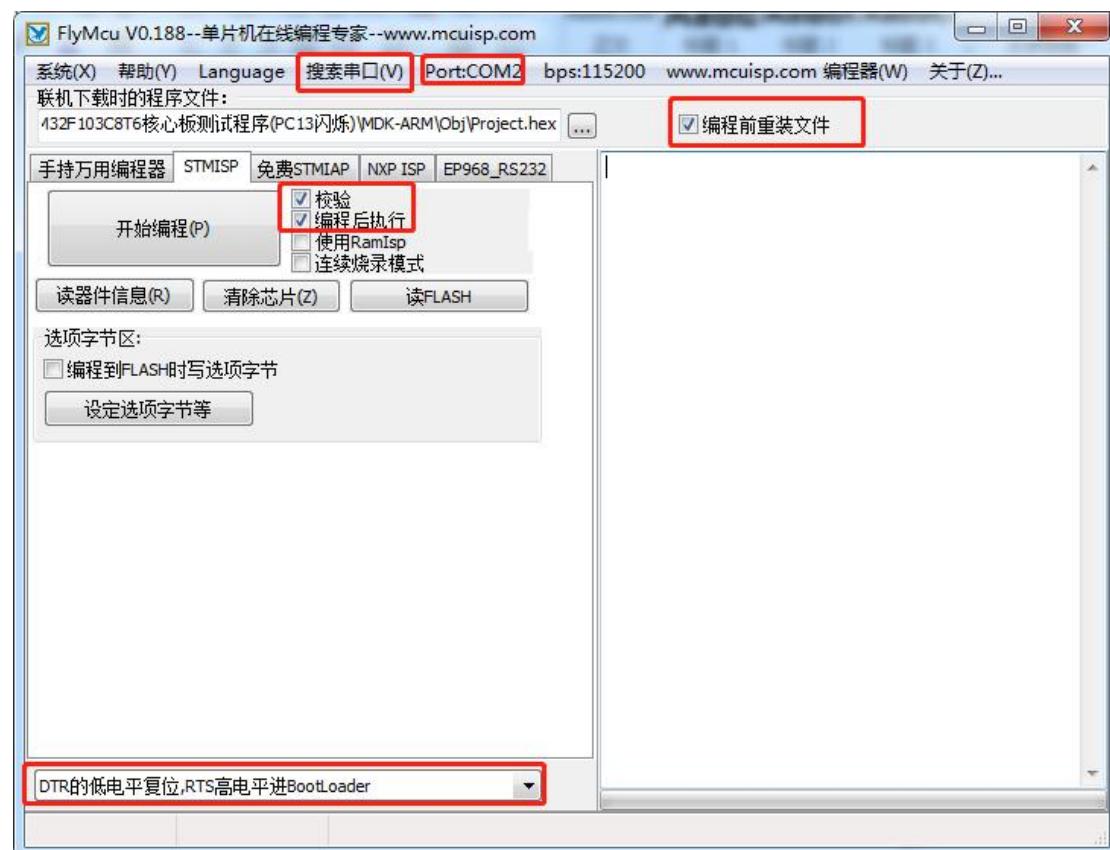 FlyMcu V0.188--单片机在线编程专家--www.mcuisp.com
系统(X) 帮助(Y) Language 搜索串口(V) Port:COM2 bps:115200 www.mcuisp.com 编程器(W) 关于(Z)...
联机下载时的程序文件:
432F103C8T6核心板测试程序(PC13闪烁)\MDK-ARM\Obj\Project.hex ...
编程前重装文件
手持万用编程器 STMISP 免费STMIAP NXP ISP EP968_RS232
校验
开始编程(P)
编程后执行
使用RamIsp
连续烧录模式
读器件信息(R) 清除芯片(Z) 读FLASH
选项字节区:
编程到FLASH时写选项字节
设定选项字节等
DTR的低电平复位,RTS高电平进BootLoader